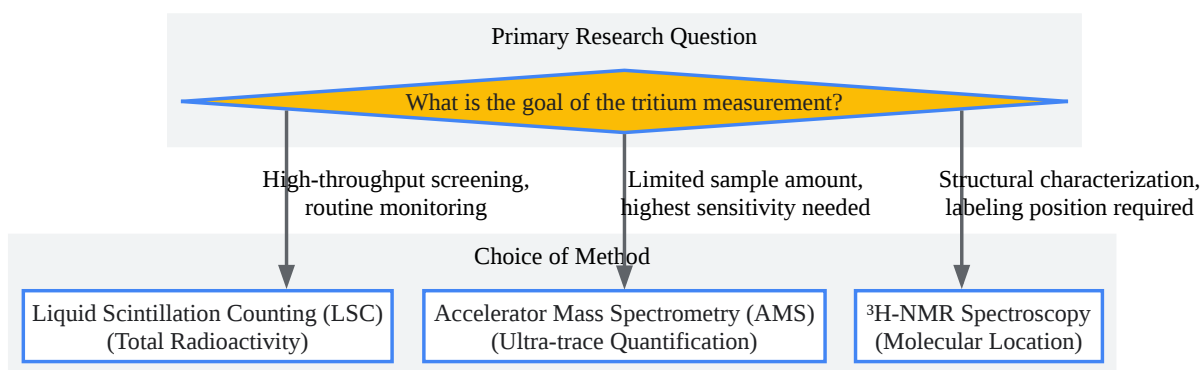 Primary Research Question
What is the goal of the tritium measurement?
High-throughput screening,
routine monitoring
Limited sample amount,
highest sensitivity needed
Structural characterization,
labeling position required
Choice of Method
Liquid Scintillation Counting (LSC)
(Total Radioactivity)
Accelerator Mass Spectrometry (AMS)
(Ultra-trace Quantification)
³H-NMR Spectroscopy
(Molecular Location)